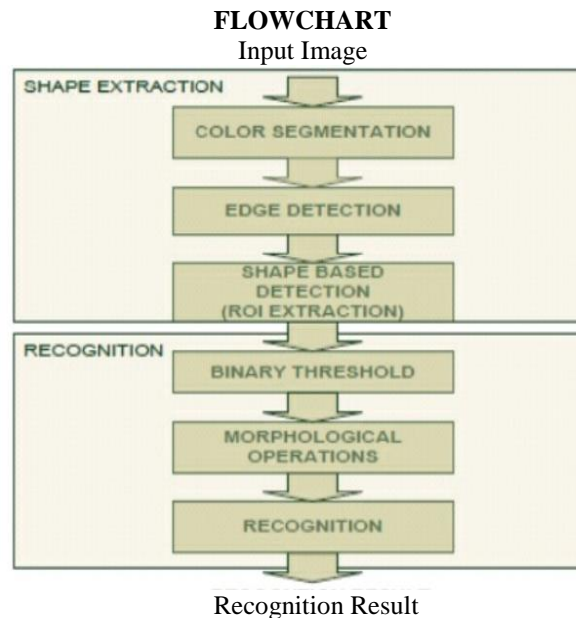 FLOWCHART
Input Image
SHAPE EXTRACTION
COLOR SEGMENTATION
EDGE DETECTION
SHAPE BASED
DETECTION
(ROI EXTRACTION)
RECOGNITION
BINARY THRESHOLD
MORPHOLOGICAL
OPERATIONS
RECOGNITION
Recognition Result